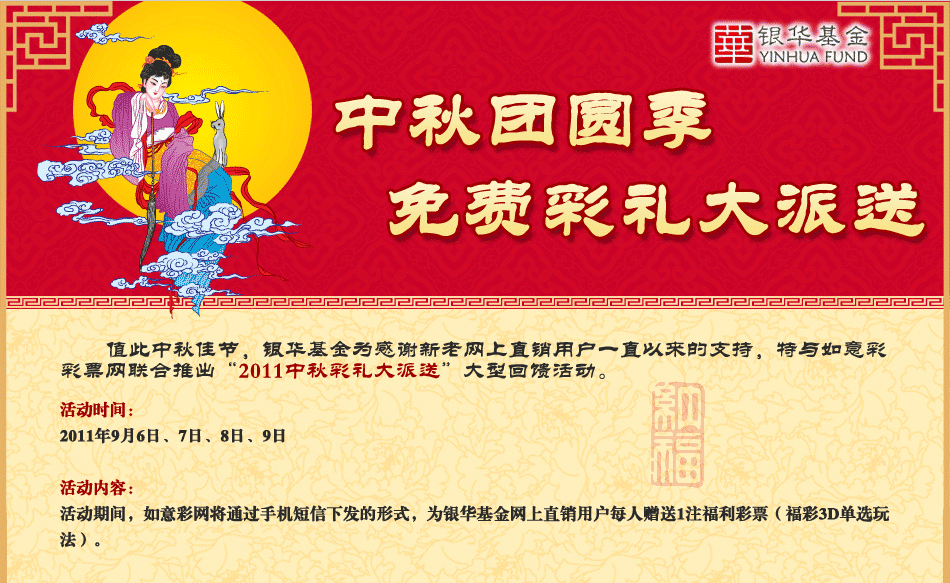 银华基金
YINHUA FUND
中秋团圆季
免费彩礼大派送
值此中秋佳节，银华基金为感谢新老网上直销用户一直以来的支持，特与如意彩
彩票网联合推出“2011中秋彩礼大派送”大型回馈活动。
活动时间：
2011年9月6日、7日、8日、9日
納福
活动内容：
活动期间，如意彩网将通过手机短信下发的形式，为银华基金网上直销用户每人赠送1注福利彩票（福彩3D单选玩
法）。